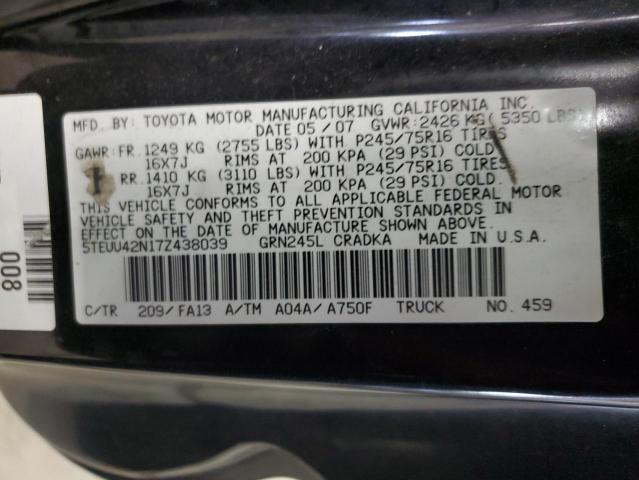 MFD. BY: TOYOTA MOTOR MANUFACTURING CALIFORNIA INC.
DATE 05/07 GVWR: 2426 KG( 5350 LBS)
GAWR: FR. 1249 KG (2755 LBS) WITH P245/75R16 TIRES
16X7J RIMS AT 200 KPA (29 PSI) COLD.
RR. 1410 KG (3110 LBS) WITH P245/75R16 TIRES
16X7J RIMS AT 200 KPA (29 PSI) COLD.
THIS VEHICLE CONFORMS TO ALL APPLICABLE FEDERAL MOTOR
VEHICLE SAFETY AND THEFT PREVENTION STANDARDS IN
EFFECT ON THE DATE OF MANUFACTURE SHOWN ABOVE.
5TEUU42N17Z438039 GRN245L CRADKA MADE IN U.S.A.
C/TR 209/FA13 A/TM A04A/A750F TRUCK NO. 459
008